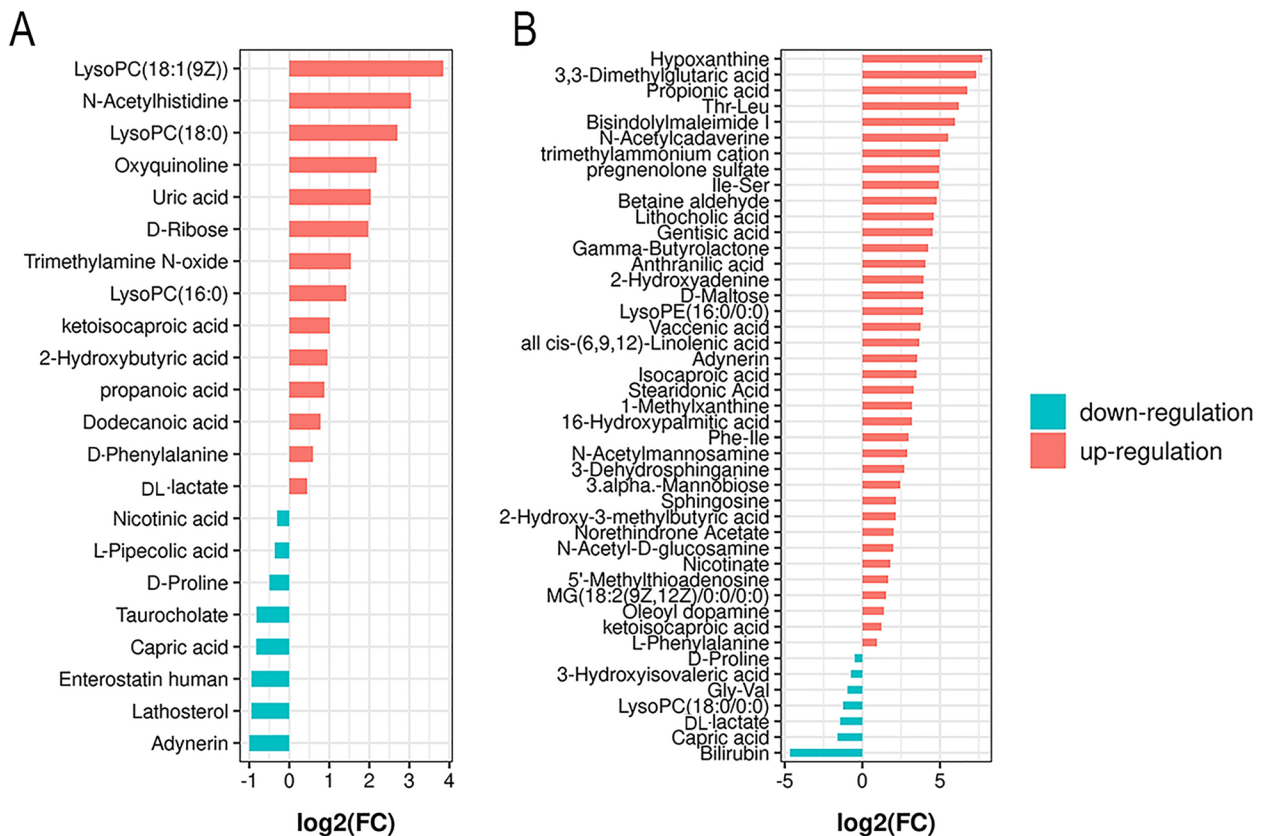 A
LysoPC(18:1(9Z))
N-Acetylhistidine
LysoPC(18:0)
Oxyquinoline
Uric acid
D-Ribose
Trimethylamine N-oxide
LysoPC(16:0)
ketoisocaproic acid
2-Hydroxybutyric acid
propanoic acid
Dodecanoic acid
D-Phenylalanine
DL-lactate
Nicotinic acid
L-Pipecolic acid
D-Proline
Taurocholate
Capric acid
Enterostatin human
Lathosterol
Adynerin
-1 0 1 2 3 4
log2(FC)
B
Hypoxanthine
3,3-Dimethylglutaric acid
Propionic acid
Thr-Leu
Bisindolylmaleimide I
N-Acetylcadaverine
trimethylammonium cation
pregnenolone sulfate
Ile-Ser
Betaine aldehyde
Lithocholic acid
Gentisic acid
Gamma-Butyrolactone
Anthranilic acid
2-Hydroxyadenine
D-Maltose
LysoPE(16:0/0:0)
Vaccenic acid
all cis-(6,9,12)-Linolenic acid
Adynerin
Isocaproic acid
Stearidonic Acid
1-Methylxanthine
16-Hydroxypalmitic acid
Phe-Ile
N-Acetylmannosamine
3-Dehydrosphinganine
3.alpha.-Mannobiose
Sphingosine
2-Hydroxy-3-methylbutyric acid
Norethindrone Acetate
N-Acetyl-D-glucosamine
Nicotinate
5'-Methylthioadenosine
MG(18:2(9Z,12Z)/0:0/0:0)
Oleoyl dopamine
ketoisocaproic acid
L-Phenylalanine
D-Proline
3-Hydroxyisovaleric acid
Gly-Val
LysoPC(18:0/0:0)
DL-lactate
Capric acid
Bilirubin
-5 0 5
log2(FC)
down-regulation
up-regulation